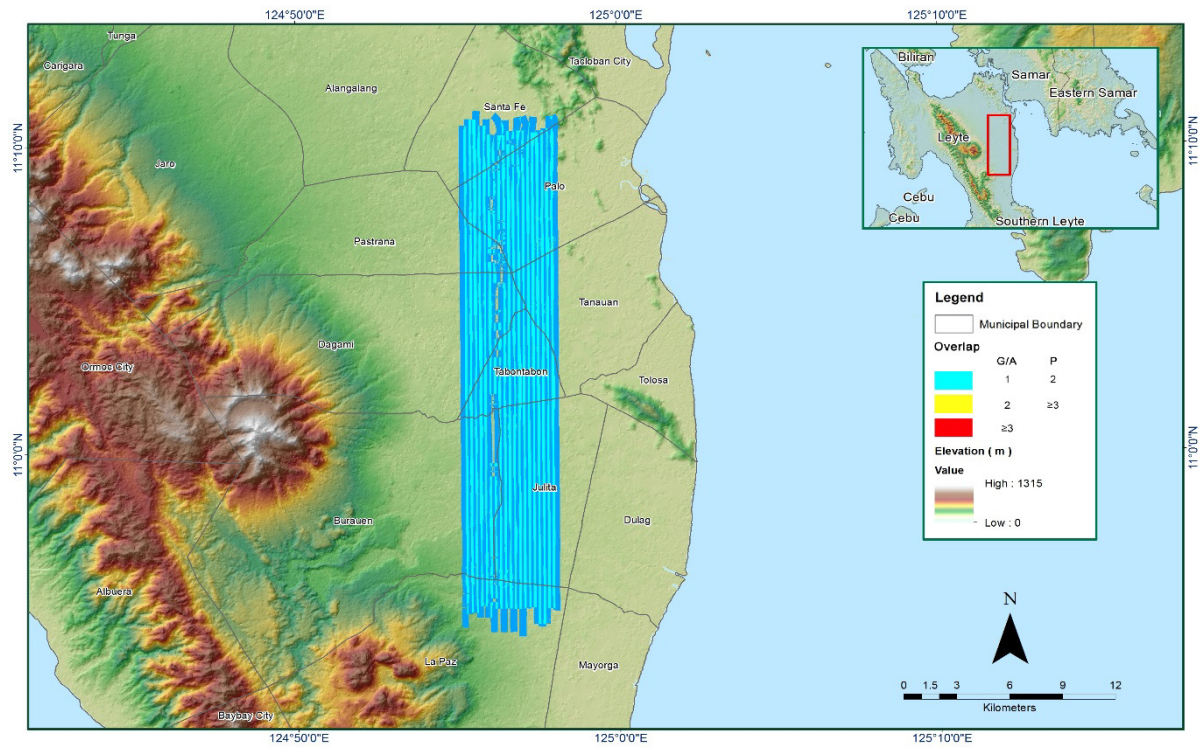 124°50'0"E 125°0'0"E 125°10'0"E
Tunga
Carigara
Tacloban City
Alangalang
Santa Fe
Jaro
Palo
Pastrana
Tanauan
Dagami
Ormoc City
Tabontabon
Tolosa
Julita
Burauen
Dulag
Albuera
La Paz
Mayorga
Baybay City
11°10'0"N
11°0'0"N
11°10'0"N
11°0'0"N
Biliran
Samar
Eastern Samar
Leyte
Cebu
Cebu
Southern Leyte
Legend
Municipal Boundary
Overlap
G/A P
1 2
2 ≥3
≥3
Elevation ( m )
Value
High : 1315
Low : 0
N
0 1.5 3 6 9 12
Kilometers
124°50'0"E 125°0'0"E 125°10'0"E